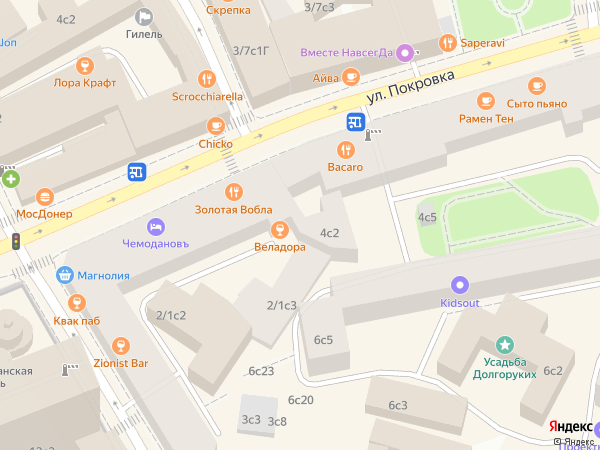 Скрепка
3/7с3
Гилель
Вместе НавсегДа
Saperavi
3/7с1Г
Лора Крафт
Scrocchiarella
Айва
ул. Покровка
Сыто пьяно
Рамен Тен
Chicko
Bacaro
МосДонер
Золотая Вобла
4с5
Чемодановъ
Веладора
4с2
Магнолия
Kidsout
2/1с3
2/1с2
Квак паб
6с5
Zionist Bar
Усадьба
Долгоруких
6с2
6с23
6с20
6с3
3с3
3с8
Яндекс
© Яндекс